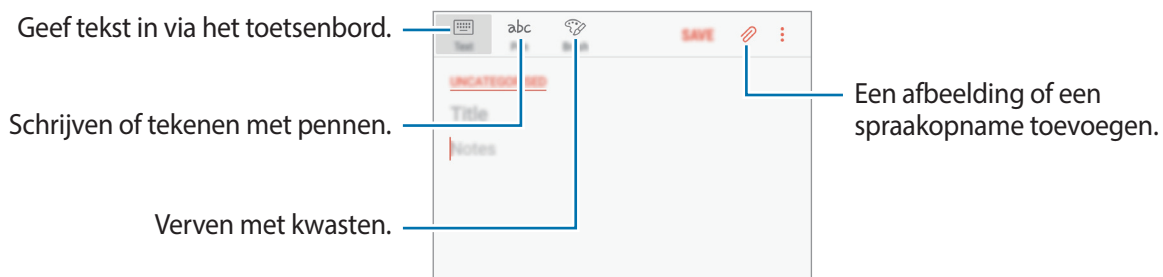 Geef tekst in via het toetsenbord.
abc
SAVE
UNCATEGORISED
Een afbeelding of een
spraakopname toevoegen.
Title
Schrijven of tekenen met pennen.
Notes
Verven met kwasten.